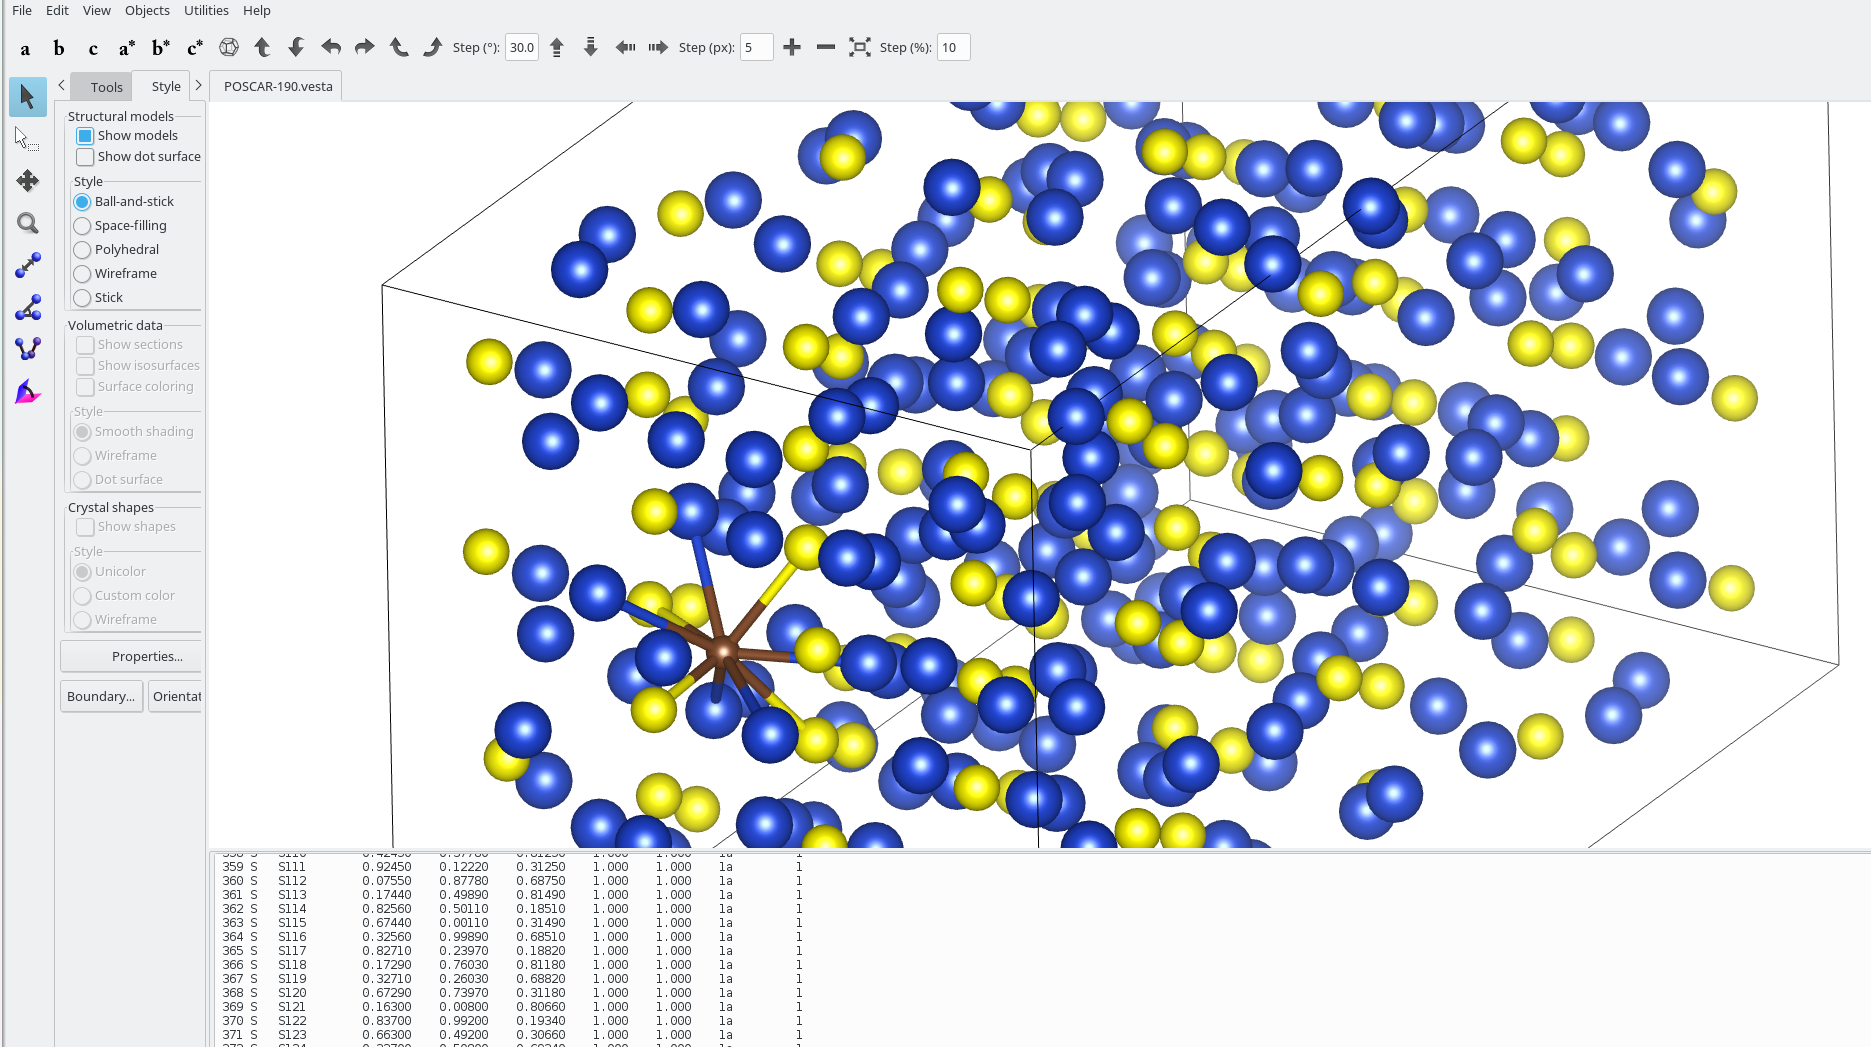 File Edit View Objects Utilities Help
a b c a* b* c* Step (°): 30.0 Step (px): 5 Step (%): 10
Tools Style POSCAR-190.vesta
Structural models
Show models
Show dot surface
Style
Ball-and-stick
Space-filling
Polyhedral
Wireframe
Stick
Volumetric data
Show sections
Show isosurfaces
Surface coloring
Style
Smooth shading
Wireframe
Dot surface
Crystal shapes
Show shapes
Style
Unicolor
Custom color
Wireframe
Properties...
Boundary... Orientat
359 S S111 0.92450 0.12220 0.31250 1.000 1.000 1a 1
360 S S112 0.07550 0.87780 0.68750 1.000 1.000 1a 1
361 S S113 0.17440 0.49890 0.81490 1.000 1.000 1a 1
362 S S114 0.82560 0.50110 0.18510 1.000 1.000 1a 1
363 S S115 0.67440 0.00110 0.31490 1.000 1.000 1a 1
364 S S116 0.32560 0.99890 0.68510 1.000 1.000 1a 1
365 S S117 0.82710 0.23970 0.18820 1.000 1.000 1a 1
366 S S118 0.17290 0.76030 0.81180 1.000 1.000 1a 1
367 S S119 0.32710 0.26030 0.68820 1.000 1.000 1a 1
368 S S120 0.67290 0.73970 0.31180 1.000 1.000 1a 1
369 S S121 0.16300 0.00800 0.80660 1.000 1.000 1a 1
370 S S122 0.83700 0.99200 0.19340 1.000 1.000 1a 1
371 S S123 0.66300 0.49200 0.30660 1.000 1.000 1a 1